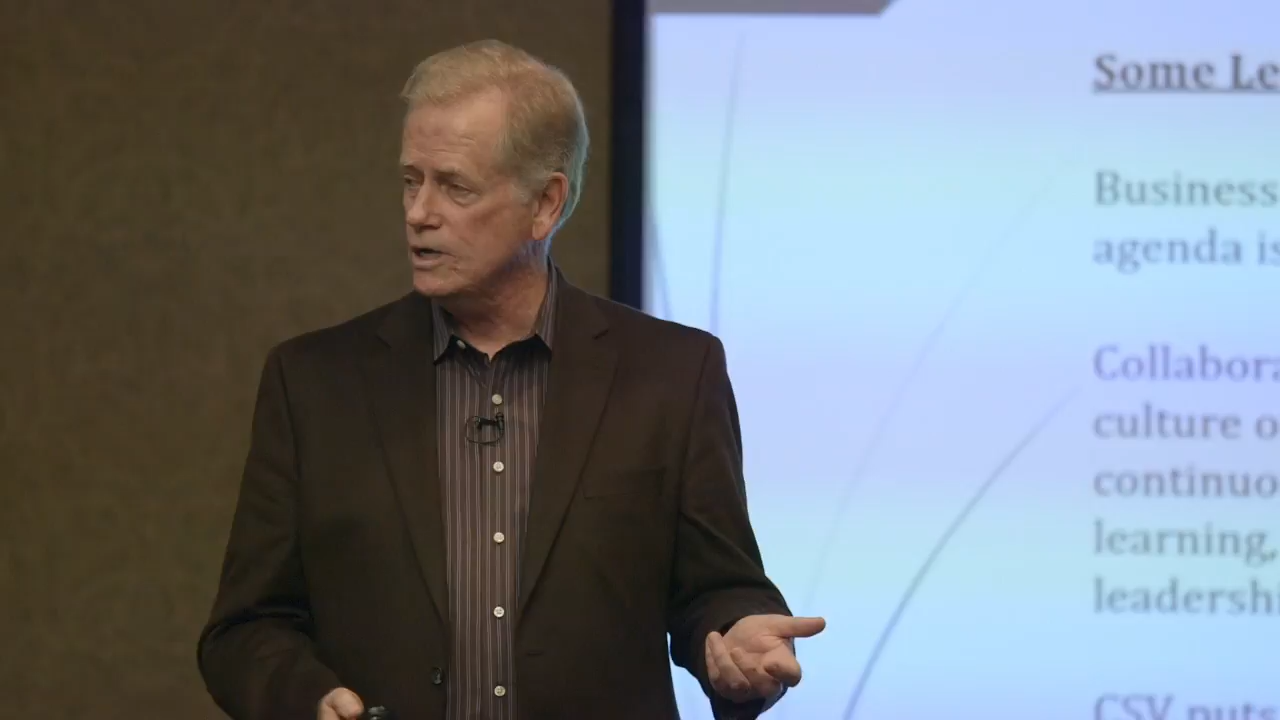 Some Le
Business
agenda is
Collabora
culture o
continuo
learning,
leadershi
CSV puts